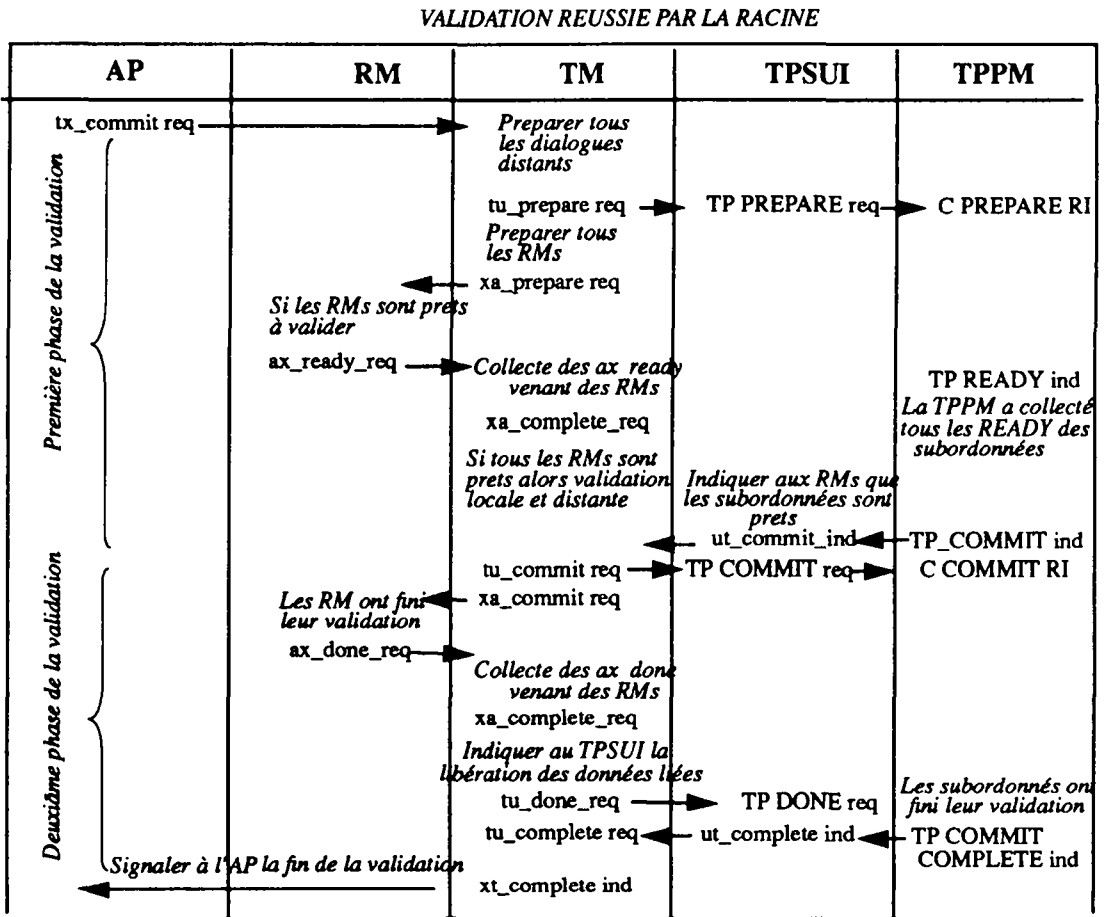 VALIDATION REUSSIE PAR LA RACINE
AP RM TM TPSUI TPPM
tx_commit req
Preparer tous
les dialogues
distants
tu_prepare req TP PREPARE req C PREPARE RI
Preparer tous
les RMs
xa_prepare req
Si les RMs sont prets
à valider
ax_ready_req
Collecte des ax ready
venant des RMs
xa_complete_req
TP READY ind
La TPPM a collecté
tous les READY des
subordonnées
Si tous les RMs sont
prets alors validation
locale et distante
Indiquer aux RMs que
les subordonnées sont
prets
ut_commit_ind TP_COMMIT ind
Première phase de la validation
tu_commit req TP COMMIT req C COMMIT RI
xa_commit req
Les RM ont fini
leur validation
ax_done_req
Collecte des ax done
venant des RMs
xa_complete_req
Indiquer au TPSUI la
libération des données liées
tu_done_req TP DONE req
Les subordonnés ont
fini leur validation
tu_complete req ut_complete ind TP COMMIT
COMPLETE ind
Deuxiàme phase de la validation
Signaler à l'AP la fin de la validation
xt_complete ind